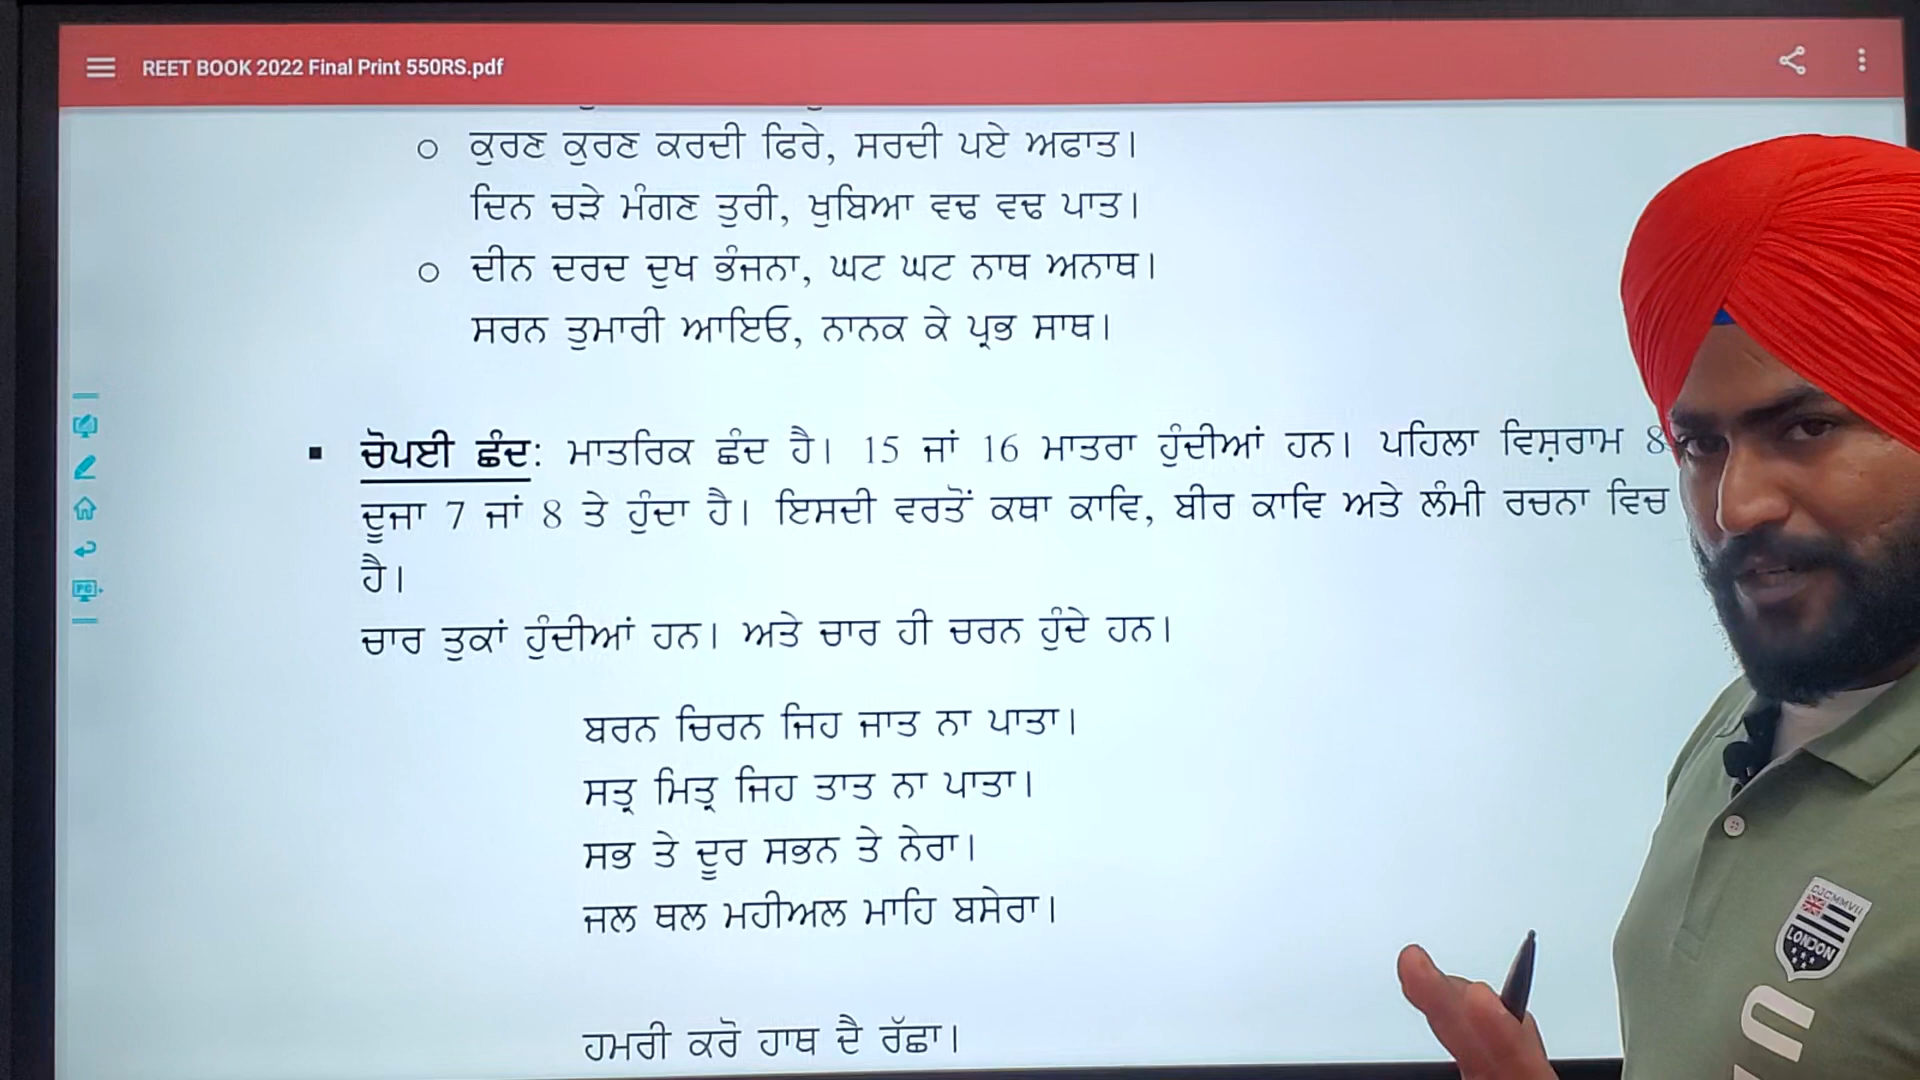 REET BOOK 2022 Final Print 550RS.pdf
ਕੁਰਣ ਕੁਰਣ ਕਰਦੀ ਫਿਰੇ, ਸਰਦੀ ਪਏ ਅਫਾਤ।
ਦਿਨ ਚੜੇ ਮੰਗਣ ਤੁਰੀ, ਖੁਬਿਆ ਵਢ ਵਢ ਪਾਤ।
ਦੀਨ ਦਰਦ ਦੁਖ ਭੰਜਨਾ, ਘਟ ਘਟ ਨਾਥ ਅਨਾਥ।
ਸਰਨ ਤੁਮਾਰੀ ਆਇਓ, ਨਾਨਕ ਕੇ ਪ੍ਰਭ ਸਾਥ।
ਚੋਪਈ ਛੰਦ: ਮਾਤਰਿਕ ਛੰਦ ਹੈ। 15 ਜਾਂ 16 ਮਾਤਰਾ ਹੁੰਦੀਆਂ ਹਨ। ਪਹਿਲਾ ਵਿਸ਼ਰਾਮ 8
ਦੂਜਾ 7 ਜਾਂ 8 ਤੇ ਹੁੰਦਾ ਹੈ। ਇਸਦੀ ਵਰਤੋਂ ਕਥਾ ਕਾਵਿ, ਬੀਰ ਕਾਵਿ ਅਤੇ ਲੰਮੀ ਰਚਨਾ ਵਿਚ
ਹੈ।
ਚਾਰ ਤੁਕਾਂ ਹੁੰਦੀਆਂ ਹਨ। ਅਤੇ ਚਾਰ ਹੀ ਚਰਨ ਹੁੰਦੇ ਹਨ।
ਬਰਨ ਚਿਰਨ ਜਿਹ ਜਾਤ ਨਾ ਪਾਤਾ।
ਸਤ੍ਰ ਮਿਤ੍ਰ ਜਿਹ ਤਾਤ ਨਾ ਪਾਤਾ।
ਸਭ ਤੇ ਦੂਰ ਸਭਨ ਤੇ ਨੇਰਾ।
ਜਲ ਥਲ ਮਹੀਅਲ ਮਾਹਿ ਬਸੇਰਾ।
ਹਮਰੀ ਕਰੋ ਹਾਥ ਦੈ ਰੱਛਾ।
PC
CJCMMVII
LONDON